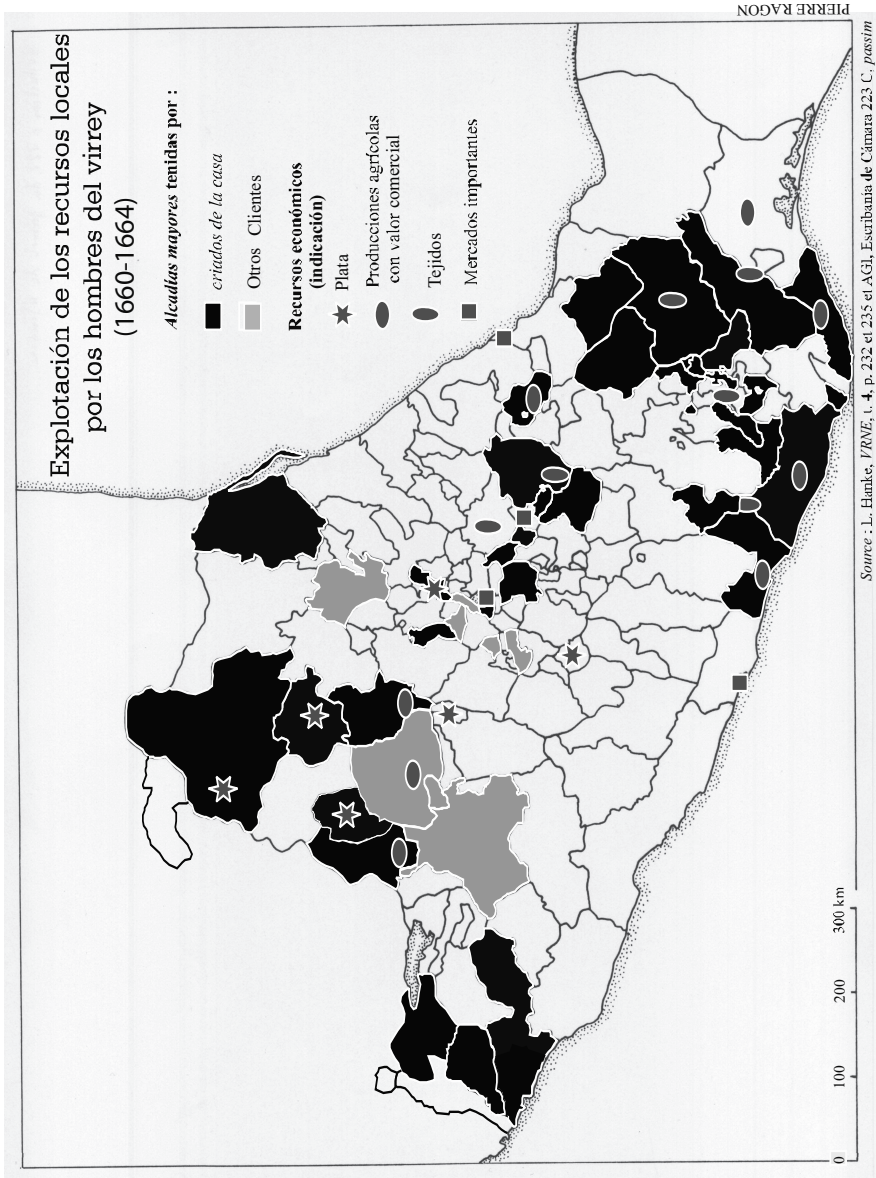 Explotación de los recursos locales
por los hombres del virrey
(1660-1664)
Alcadías mayores tenidas por :
criados de la casa
Otros Clientes
Recursos económicos
(indicación)
Plata
Producciones agrícolas
con valor comercial
Tejidos
Mercados importantes
0 100 200 300 km
Source : L. Hanke, VRNE, t. 4, p. 232 et 235 et AGI, Escribania de Cámara 223 C, passim
PIERRE RAGON